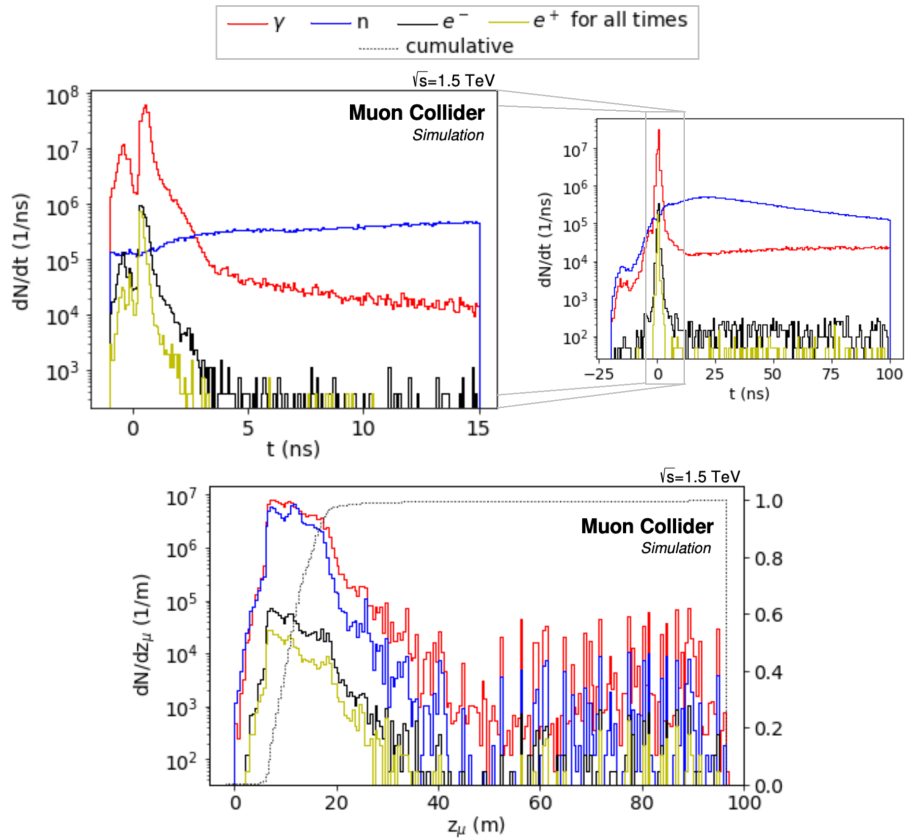 γ n e⁻ e⁺ for all times
cumulative
√s=1.5 TeV
Muon Collider
Simulation
dN/dt (1/ns)
10⁸
10⁷
10⁶
10⁵
10⁴
10³
0 5 10 15
t (ns)
dN/dt (1/ns)
10⁷
10⁶
10⁵
10⁴
10³
10²
−25 0 25 50 75 100
t (ns)
√s=1.5 TeV
Muon Collider
Simulation
dN/dz_μ (1/m)
10⁷
10⁶
10⁵
10⁴
10³
10²
1.0
0.8
0.6
0.4
0.2
0.0
0 20 40 60 80 100
z_μ (m)